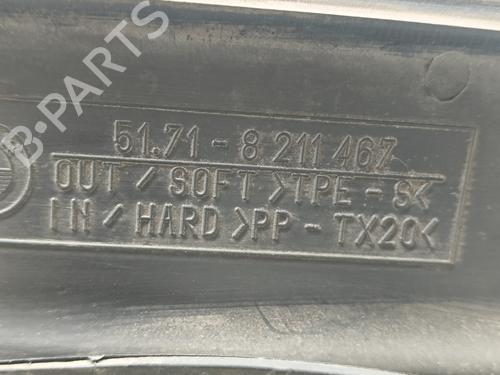 B-PARTS
51.71-8 211 467
OUT/SOFT >TPE-S<
IN/HARD >PP-TX20<